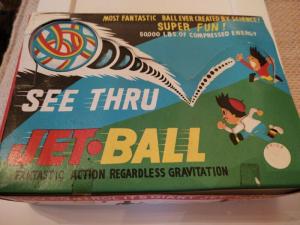 MOST FANTASTIC BALL EVER CREATED BY SCIENCE!
SUPER FUN!
50000 LBS. OF COMPRESSED ENERGY
SEE THRU
JET•BALL
FANTASTIC ACTION REGARDLESS GRAVITATION